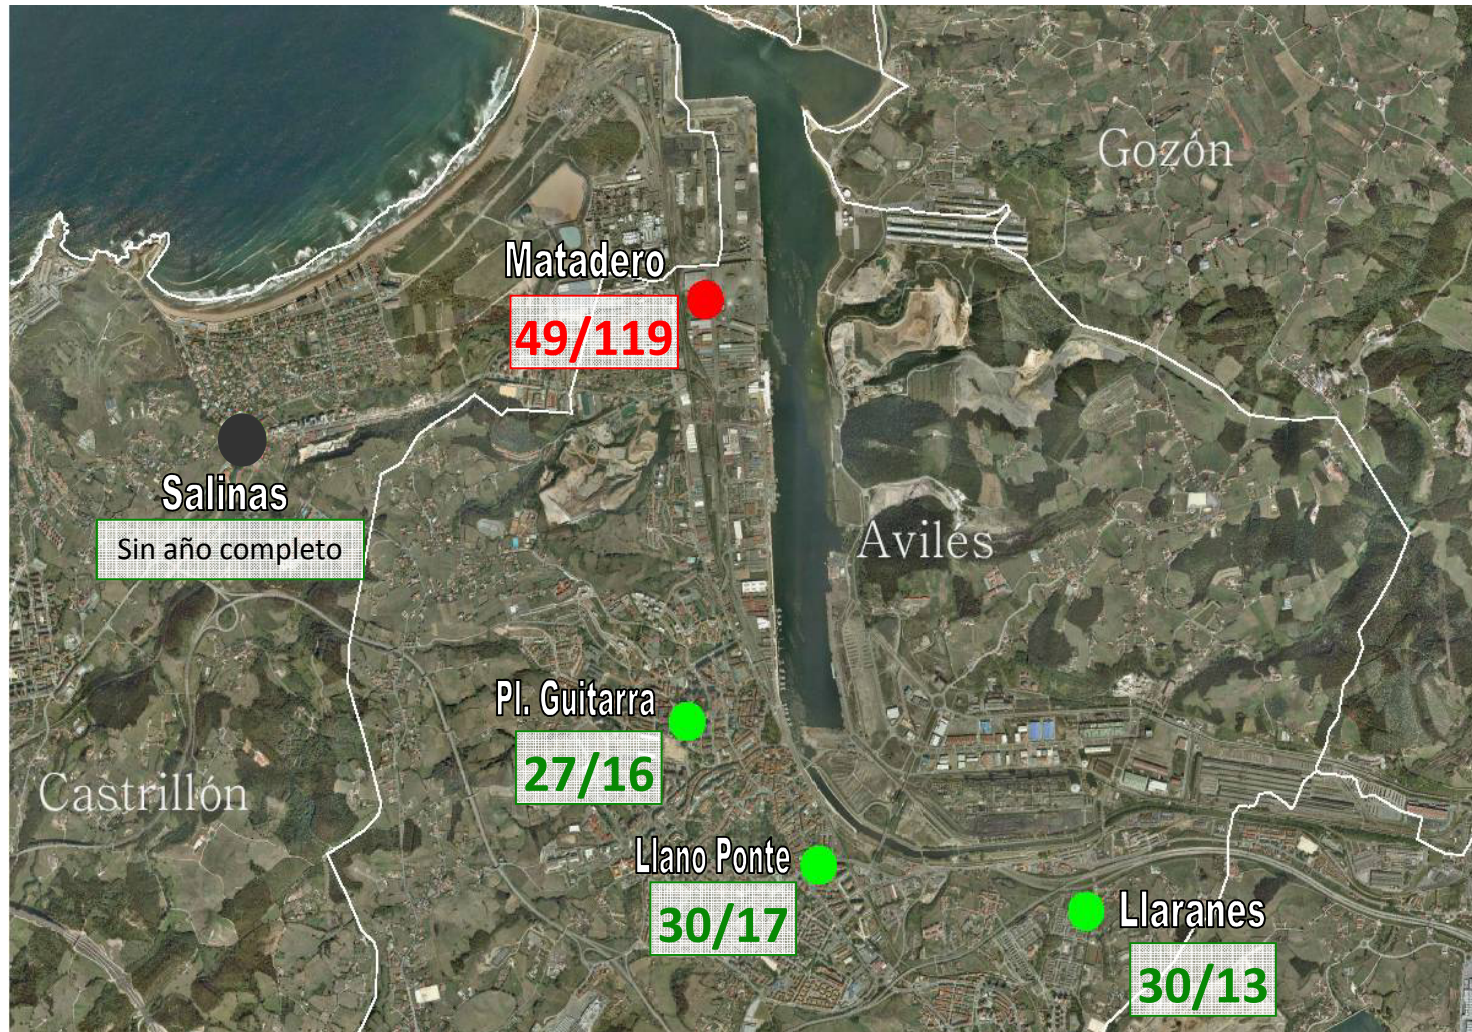 Gozón
Matadero
49/119
Salinas
Sin año completo
Avilés
Pl. Guitarra
27/16
Castrillón
Llano Ponte
30/17
Llaranes
30/13